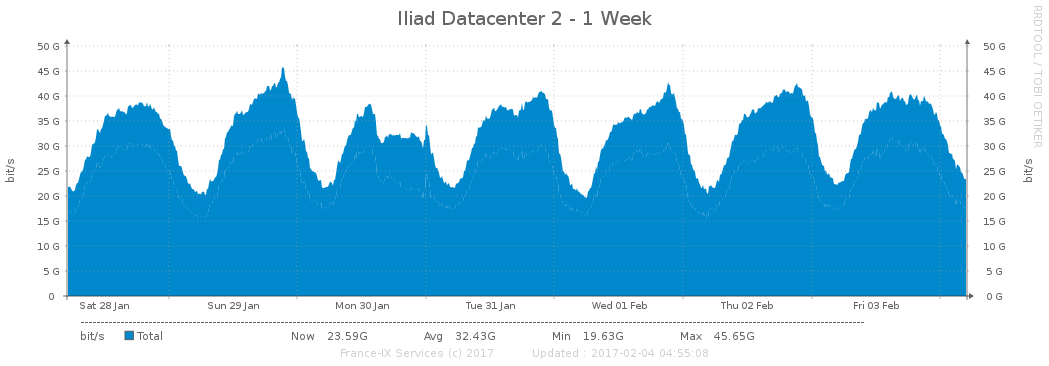 Iliad Datacenter 2 - 1 Week
RRDTOOL / TOBI OETIKER
50 G 50 G
45 G 45 G
40 G 40 G
35 G 35 G
30 G 30 G
25 G 25 G
20 G 20 G
15 G 15 G
10 G 10 G
5 G 5 G
0 0 G
bit/s
bit/s
Sat 28 Jan Sun 29 Jan Mon 30 Jan Tue 31 Jan Wed 01 Feb Thu 02 Feb Fri 03 Feb
bit/s Total Now 23.59G Avg 32.43G Min 19.63G Max 45.65G
France-IX Services (c) 2017 Updated : 2017-02-04 04:55:08